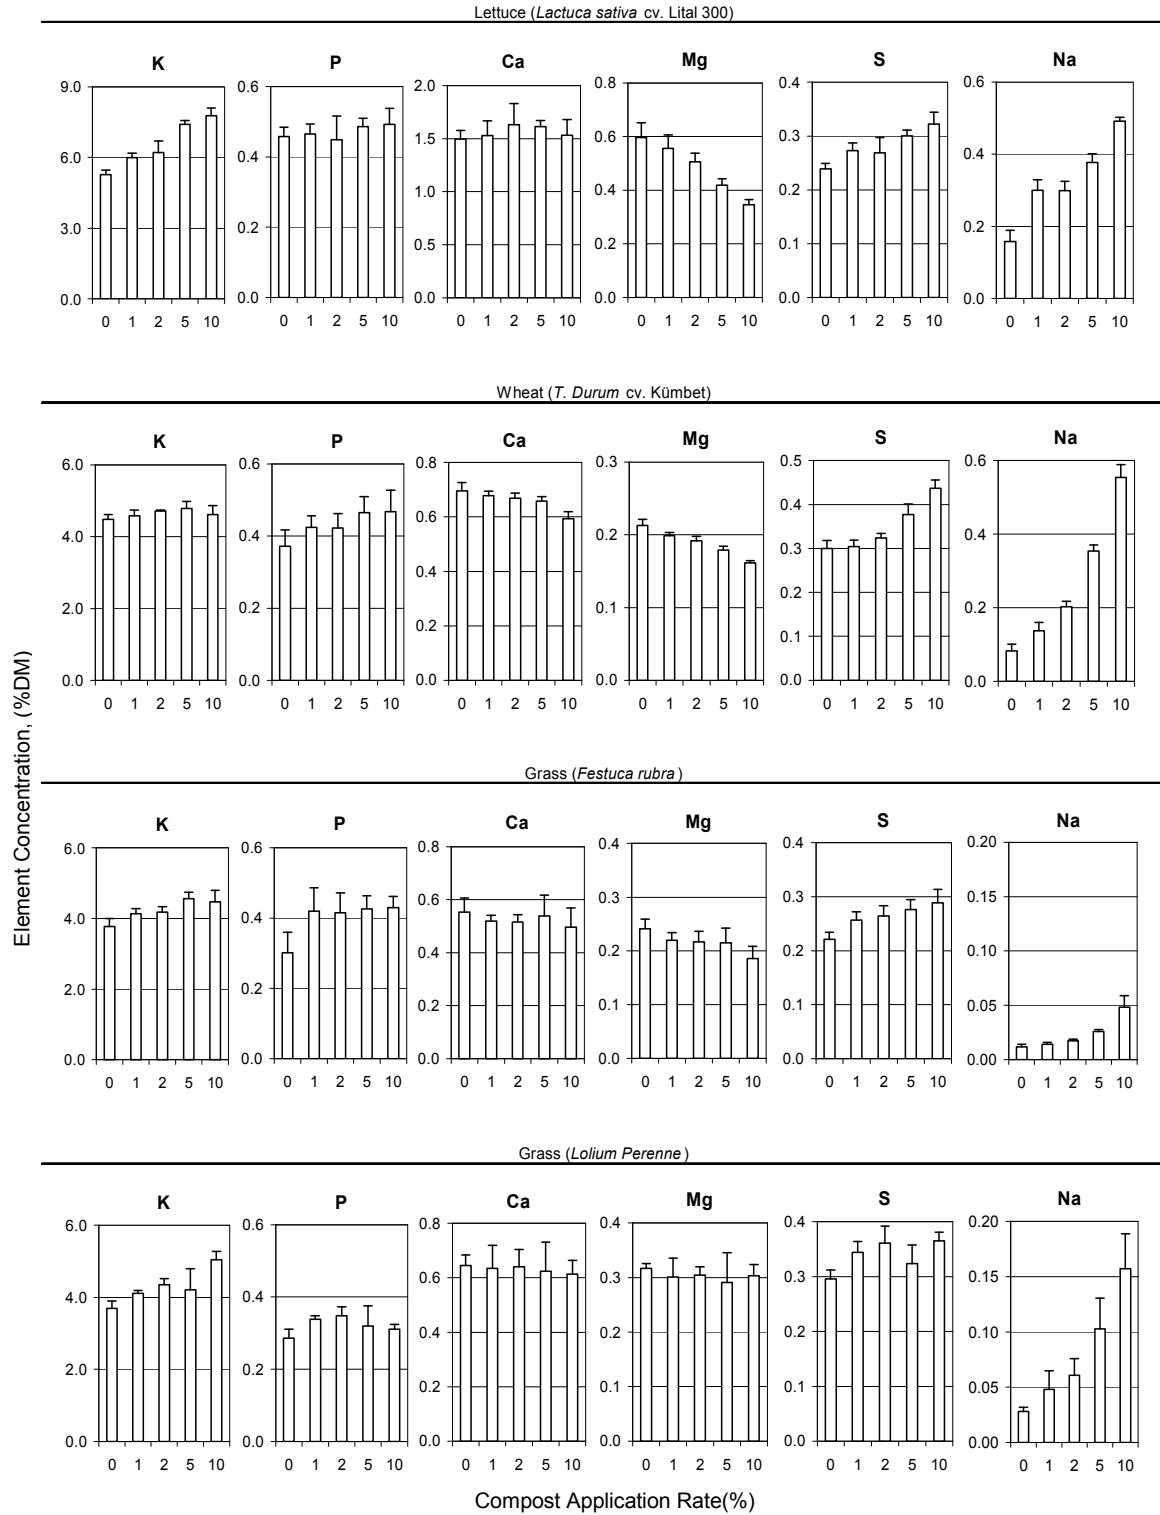 Lettuce (Lactuca sativa cv. Lital 300)
K P Ca Mg S Na
9.0 6.0 3.0 0.0
0.6 0.4 0.2 0.0
2.0 1.5 1.0 0.5 0.0
0.8 0.6 0.4 0.2 0.0
0.4 0.3 0.2 0.1 0.0
0.6 0.4 0.2 0.0
0 1 2 5 10 0 1 2 5 10 0 1 2 5 10 0 1 2 5 10 0 1 2 5 10 0 1 2 5 10
Wheat (T. Durum cv. Kümbet)
K P Ca Mg S Na
6.0 4.0 2.0 0.0
0.6 0.4 0.2 0.0
0.8 0.6 0.4 0.2 0.0
0.3 0.2 0.1 0.0
0.5 0.4 0.3 0.2 0.1 0.0
0.6 0.4 0.2 0.0
0 1 2 5 10 0 1 2 5 10 0 1 2 5 10 0 1 2 5 10 0 1 2 5 10 0 1 2 5 10
Element Concentration, (%DM)
Grass (Festuca rubra)
K P Ca Mg S Na
6.0 4.0 2.0 0.0
0.6 0.4 0.2 0.0
0.8 0.6 0.4 0.2 0.0
0.4 0.3 0.2 0.1 0.0
0.4 0.3 0.2 0.1 0.0
0.20 0.15 0.10 0.05 0.00
0 1 2 5 10 0 1 2 5 10 0 1 2 5 10 0 1 2 5 10 0 1 2 5 10 0 1 2 5 10
Grass (Lolium Perenne)
K P Ca Mg S Na
6.0 4.0 2.0 0.0
0.6 0.4 0.2 0.0
0.8 0.6 0.4 0.2 0.0
0.4 0.3 0.2 0.1 0.0
0.4 0.3 0.2 0.1 0.0
0.20 0.15 0.10 0.05 0.00
0 1 2 5 10 0 1 2 5 10 0 1 2 5 10 0 1 2 5 10 0 1 2 5 10 0 1 2 5 10
Compost Application Rate(%)